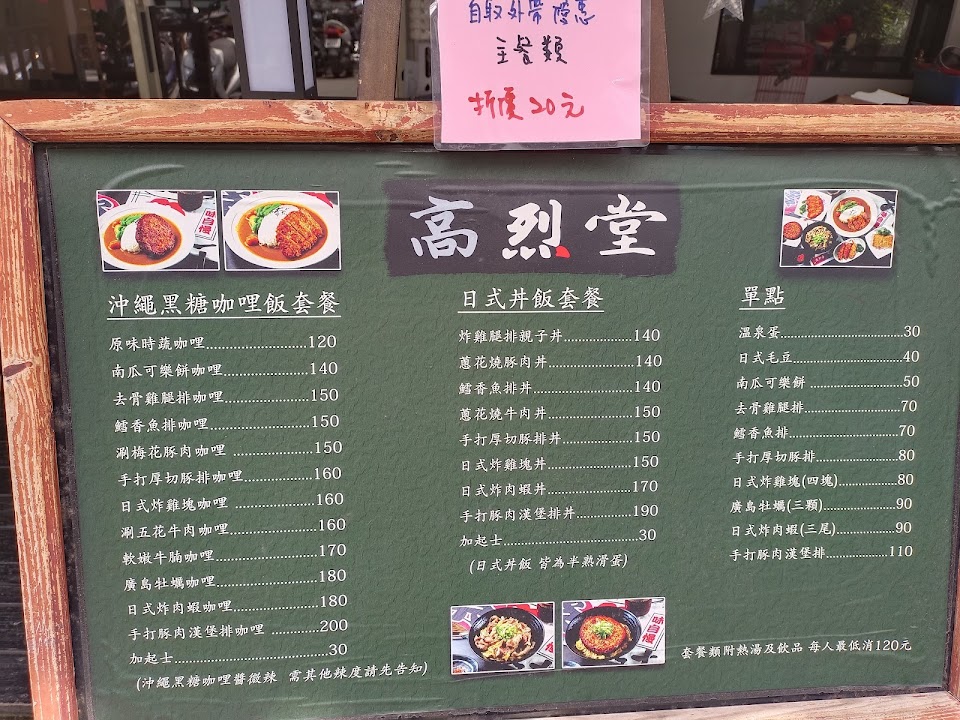 自取外帶優惠
主餐類
折價20元
高烈堂
沖繩黑糖咖哩飯套餐
原味時蔬咖哩....................120
南瓜可樂餅咖哩....................140
去骨雞腿排咖哩....................150
鱈香魚排咖哩....................150
涮梅花豚肉咖哩....................150
手打厚切豚排咖哩....................160
日式炸雞塊咖哩....................160
涮五花牛肉咖哩....................160
軟嫩牛腩咖哩....................170
廣島牡蠣咖哩....................180
日式炸肉蝦咖哩....................180
手打豚肉漢堡排咖哩....................200
加起士....................30
(沖繩黑糖咖哩醬微辣 需其他辣度請先告知)
日式丼飯套餐
炸雞腿排親子丼....................140
蔥花燒豚肉丼....................140
鱈香魚排丼....................140
蔥花燒牛肉丼....................150
手打厚切豚排丼....................150
日式炸雞塊丼....................150
日式炸肉蝦丼....................170
手打豚肉漢堡排丼....................190
加起士....................30
(日式丼飯 皆為半熟滑蛋)
單點
溫泉蛋....................30
日式毛豆....................40
南瓜可樂餅....................50
去骨雞腿排....................70
鱈香魚排....................70
手打厚切豚排....................80
日式炸雞塊(四塊)....................80
廣島牡蠣(三顆)....................90
日式炸肉蝦(三尾)....................90
手打豚肉漢堡排....................110
套餐類附熱湯及飲品 每人最低消120元
味自慢
味自慢
味自慢